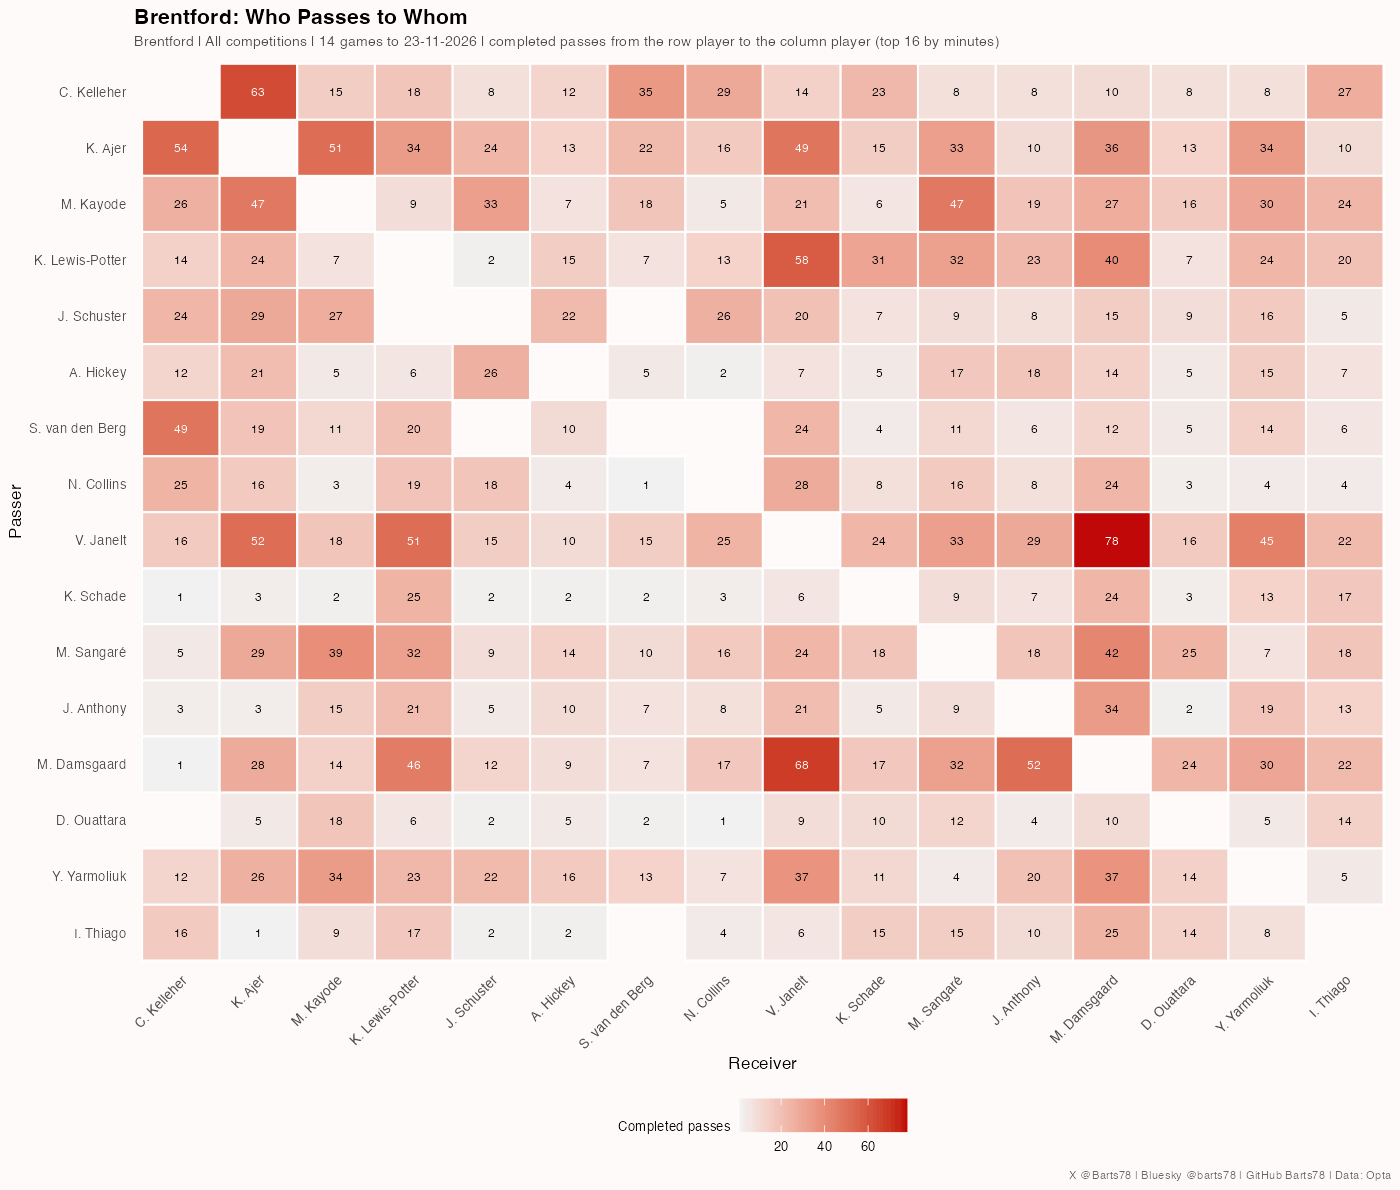 Brentford: Who Passes to Whom
Brentford | All competitions | 14 games to 23-11-2026 | completed passes from the row player to the column player (top 16 by minutes)
C. Kelleher 63 15 18 8 12 35 29 14 23 8 8 10 8 8 27
K. Ajer 54 51 34 24 13 22 16 49 15 33 10 36 13 34 10
M. Kayode 26 47 9 33 7 18 5 21 6 47 19 27 16 30 24
K. Lewis-Potter 14 24 7 2 15 7 13 58 31 32 23 40 7 24 20
J. Schuster 24 29 27 22 26 20 7 9 8 15 9 16 5
A. Hickey 12 21 5 6 26 5 2 7 5 17 18 14 5 15 7
S. van den Berg 49 19 11 20 10 24 4 11 6 12 5 14 6
N. Collins 25 16 3 19 18 4 1 28 8 16 8 24 3 4 4
V. Janelt 16 52 18 51 15 10 15 25 24 33 29 78 16 45 22
K. Schade 1 3 2 25 2 2 2 3 6 9 7 24 3 13 17
M. Sangaré 5 29 39 32 9 14 10 16 24 18 18 42 25 7 18
J. Anthony 3 3 15 21 5 10 7 8 21 5 9 34 2 19 13
M. Damsgaard 1 28 14 46 12 9 7 17 68 17 32 52 24 30 22
D. Ouattara 5 18 6 2 5 2 1 9 10 12 4 10 5 14
Y. Yarmoliuk 12 26 34 23 22 16 13 7 37 11 4 20 37 14 5
I. Thiago 16 1 9 17 2 2 4 6 15 15 10 25 14 8
Passer
C. Kelleher K. Ajer M. Kayode K. Lewis-Potter J. Schuster A. Hickey S. van den Berg N. Collins V. Janelt K. Schade M. Sangaré J. Anthony M. Damsgaard D. Ouattara Y. Yarmoliuk I. Thiago
Receiver
Completed passes
20 40 60
X @Barts78 | Bluesky @barts78 | GitHub Barts78 | Data: Opta